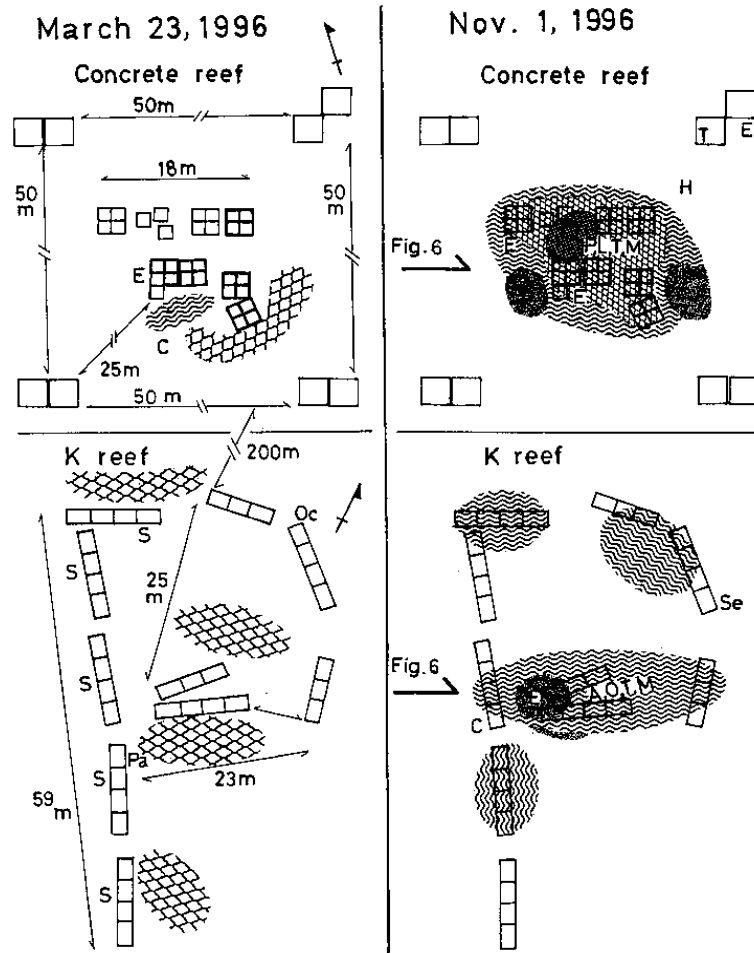 March 23, 1996
Concrete reef
50m
50
m
18m
50
m
E
C
25m
50 m
Nov. 1, 1996
Concrete reef
T E
H
Fig. 6
E
200m
K reef
Oc
S
S
25
m
S
Pa
S
59
m
23m
S
K reef
Se
Fig. 6
A.O.T.M
C